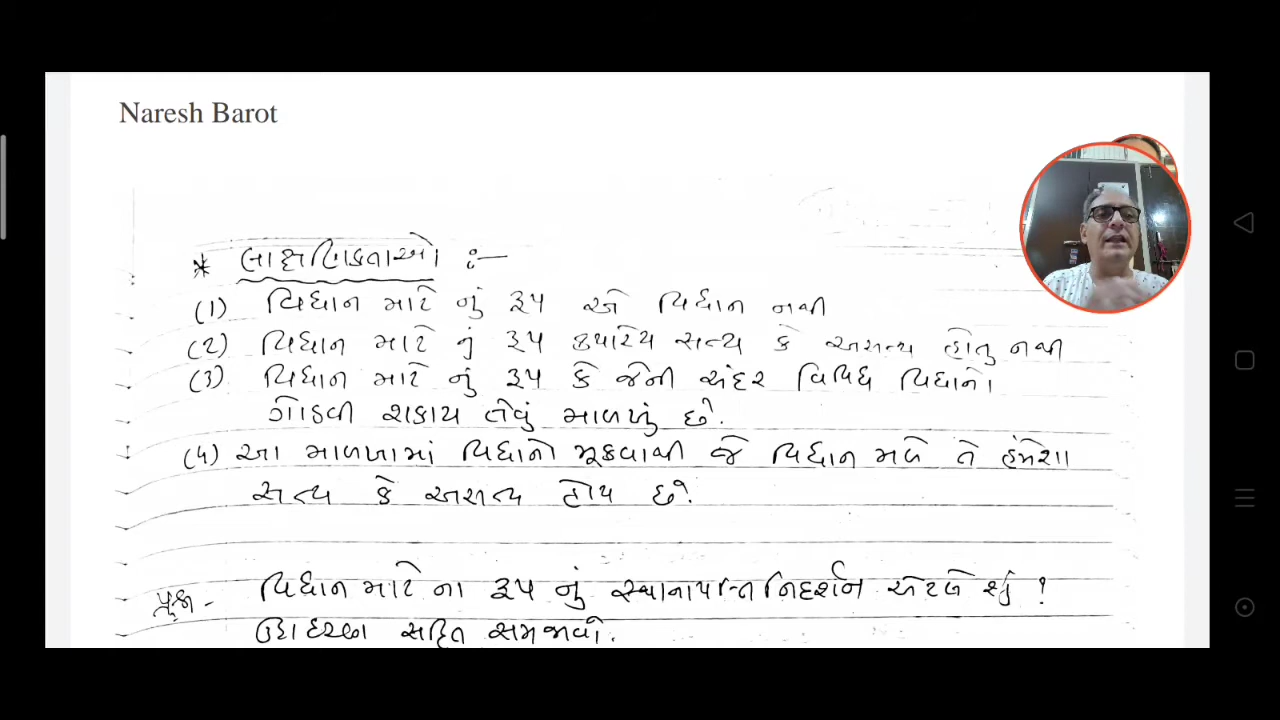 Naresh Barot
* લાક્ષણિકતાઓ :-
(1) વિધાન માટે નું રૂપ એ વિધાન નથી
(2) વિધાન માટે નું રૂપ ક્યારેય સત્ય કે અસત્ય હોતુ નથી
(3) વિધાન માટે નું રૂપ કે જેની અંદર વિવિધ વિધાનો
ગોઠવી શકાય તેવું માળખું છે.
(4) આ માળખામાં વિધાનો મૂકવાથી જે વિધાન મળે તે હંમેશા
સત્ય કે અસત્ય હોય છે.
પ્રશ્ન - વિધાન માટે ના રૂપ નું સ્થાનાપત્તિ નિદર્શન એટલે શું ?
ઉદાહરણ સહિત સમજાવો.